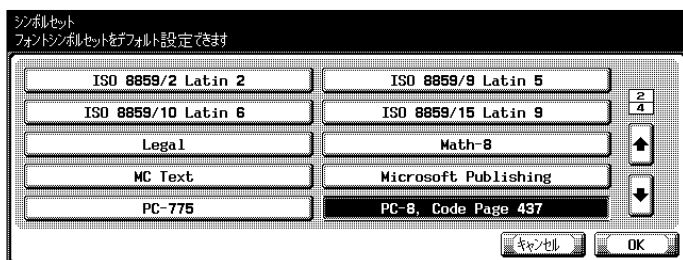 シンボルセット
フォントシンボルセットをデフォルト設定できます
ISO 8859/2 Latin 2
ISO 8859/9 Latin 5
ISO 8859/10 Latin 6
ISO 8859/15 Latin 9
2
4
Legal
Math-8
MC Text
Microsoft Publishing
PC-775
PC-8, Code Page 437
キャンセル
OK